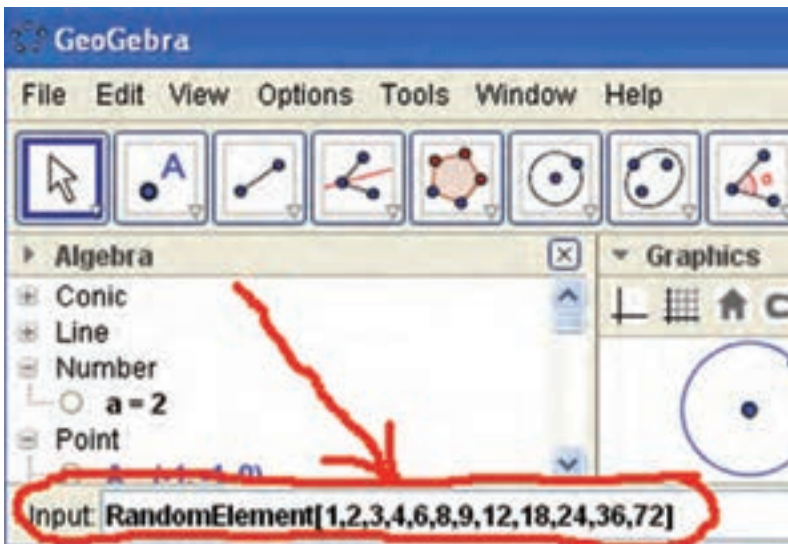 GeoGebra
File Edit View Options Tools Window Help
A
Algebra
Graphics
Conic
Line
Number
a = 2
Point
Input: RandomElement[1,2,3,4,6,8,9,12,18,24,36,72]